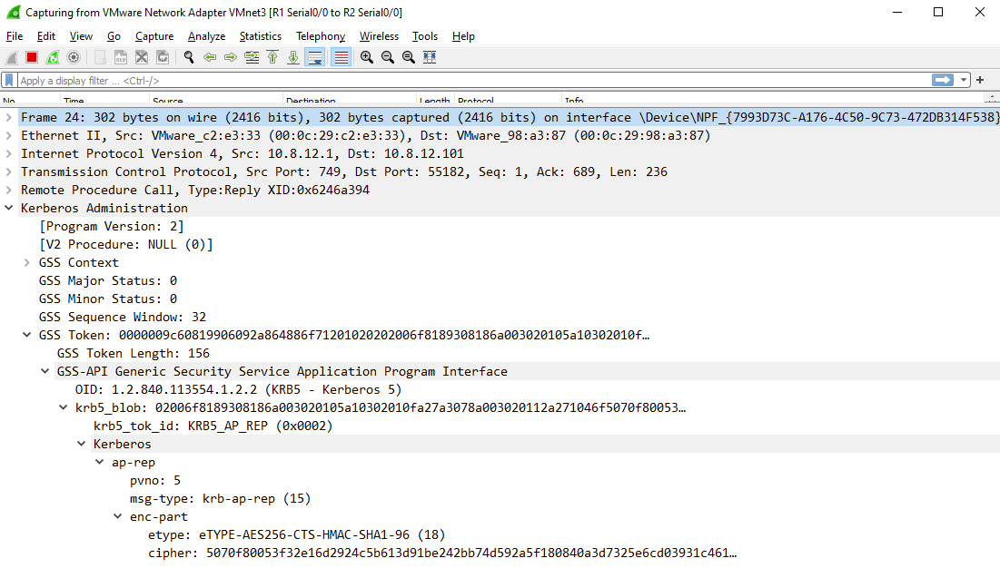 Capturing from VMware Network Adapter VMnet3 [R1 Serial0/0 to R2 Serial0/0]
File Edit View Go Capture Analyze Statistics Telephony Wireless Tools Help
Apply a display filter ... <Ctrl-/>
No. Time Source Destination Length Protocol Info
Frame 24: 302 bytes on wire (2416 bits), 302 bytes captured (2416 bits) on interface \Device\NPF_{7993D73C-A176-4C50-9C73-472DB314F538}
Ethernet II, Src: VMware_c2:e3:33 (00:0c:29:c2:e3:33), Dst: VMware_98:a3:87 (00:0c:29:98:a3:87)
Internet Protocol Version 4, Src: 10.8.12.1, Dst: 10.8.12.101
Transmission Control Protocol, Src Port: 749, Dst Port: 55182, Seq: 1, Ack: 689, Len: 236
Remote Procedure Call, Type:Reply XID:0x6246a394
Kerberos Administration
[Program Version: 2]
[V2 Procedure: NULL (0)]
GSS Context
GSS Major Status: 0
GSS Minor Status: 0
GSS Sequence Window: 32
GSS Token: 0000009c60819906092a864886f71201020202006f8189308186a003020105a10302010f…
GSS Token Length: 156
GSS-API Generic Security Service Application Program Interface
OID: 1.2.840.113554.1.2.2 (KRB5 - Kerberos 5)
krb5_blob: 02006f8189308186a003020105a10302010fa27a3078a003020112a271046f5070f80053…
krb5_tok_id: KRB5_AP_REP (0x0002)
Kerberos
ap-rep
pvno: 5
msg-type: krb-ap-rep (15)
enc-part
etype: eTYPE-AES256-CTS-HMAC-SHA1-96 (18)
cipher: 5070f80053f32e16d2924c5b613d91be242bb74d592a5f180840a3d7325e6cd03931c461…